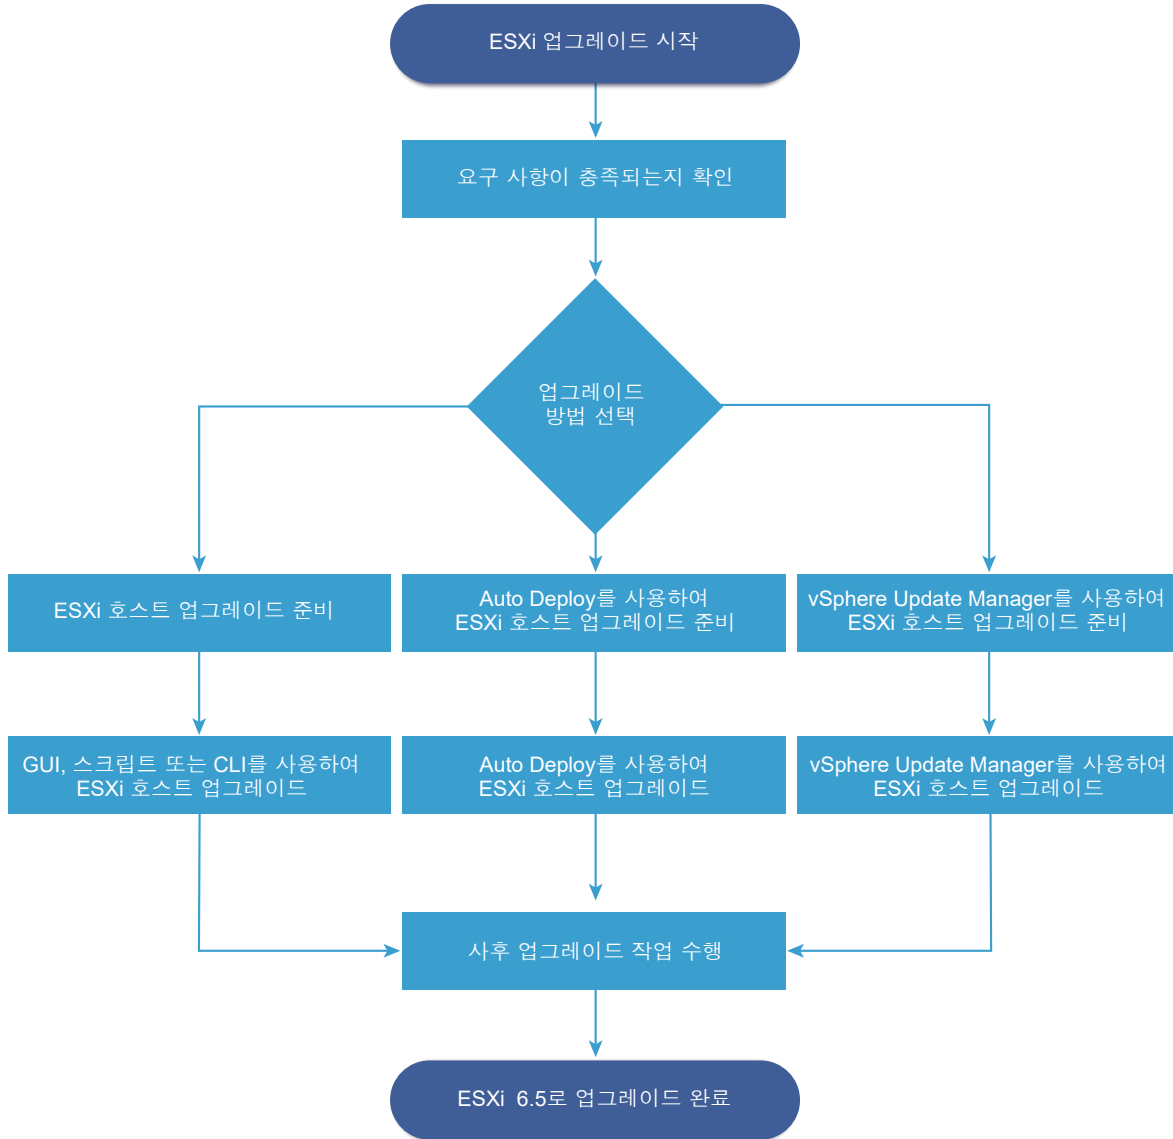 ESXi 업그레이드 시작
요구 사항이 충족되는지 확인
업그레이드
방법 선택
ESXi 호스트 업그레이드 준비
Auto Deploy를 사용하여
ESXi 호스트 업그레이드 준비
vSphere Update Manager를 사용하여
ESXi 호스트 업그레이드 준비
GUI, 스크립트 또는 CLI를 사용하여
ESXi 호스트 업그레이드
Auto Deploy를 사용하여
ESXi 호스트 업그레이드
vSphere Update Manager를 사용하여
ESXi 호스트 업그레이드
사후 업그레이드 작업 수행
ESXi 6.5로 업그레이드 완료